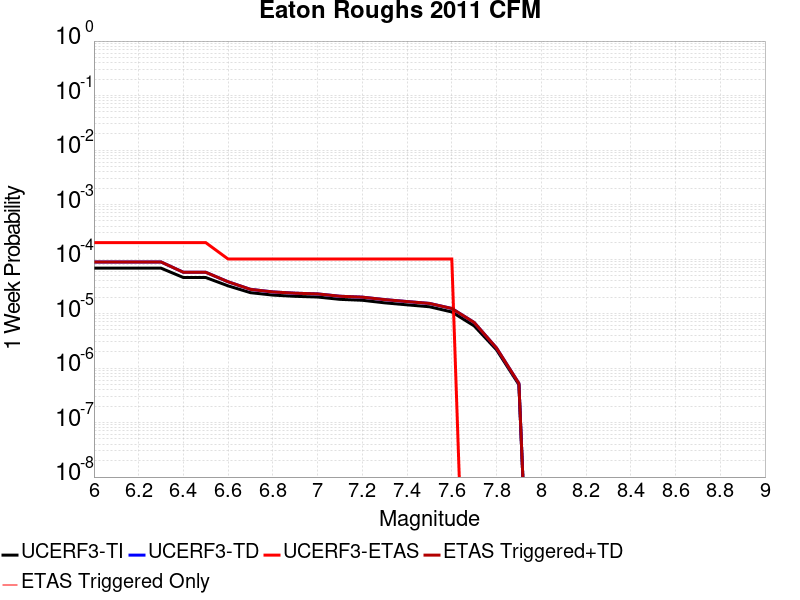 Eaton Roughs 2011 CFM
10^0
10^-1
10^-2
10^-3
10^-4
10^-5
10^-6
10^-7
10^-8
1 Week Probability
6 6.2 6.4 6.6 6.8 7 7.2 7.4 7.6 7.8 8 8.2 8.4 8.6 8.8 9
Magnitude
UCERF3-TI UCERF3-TD UCERF3-ETAS ETAS Triggered+TD
ETAS Triggered Only